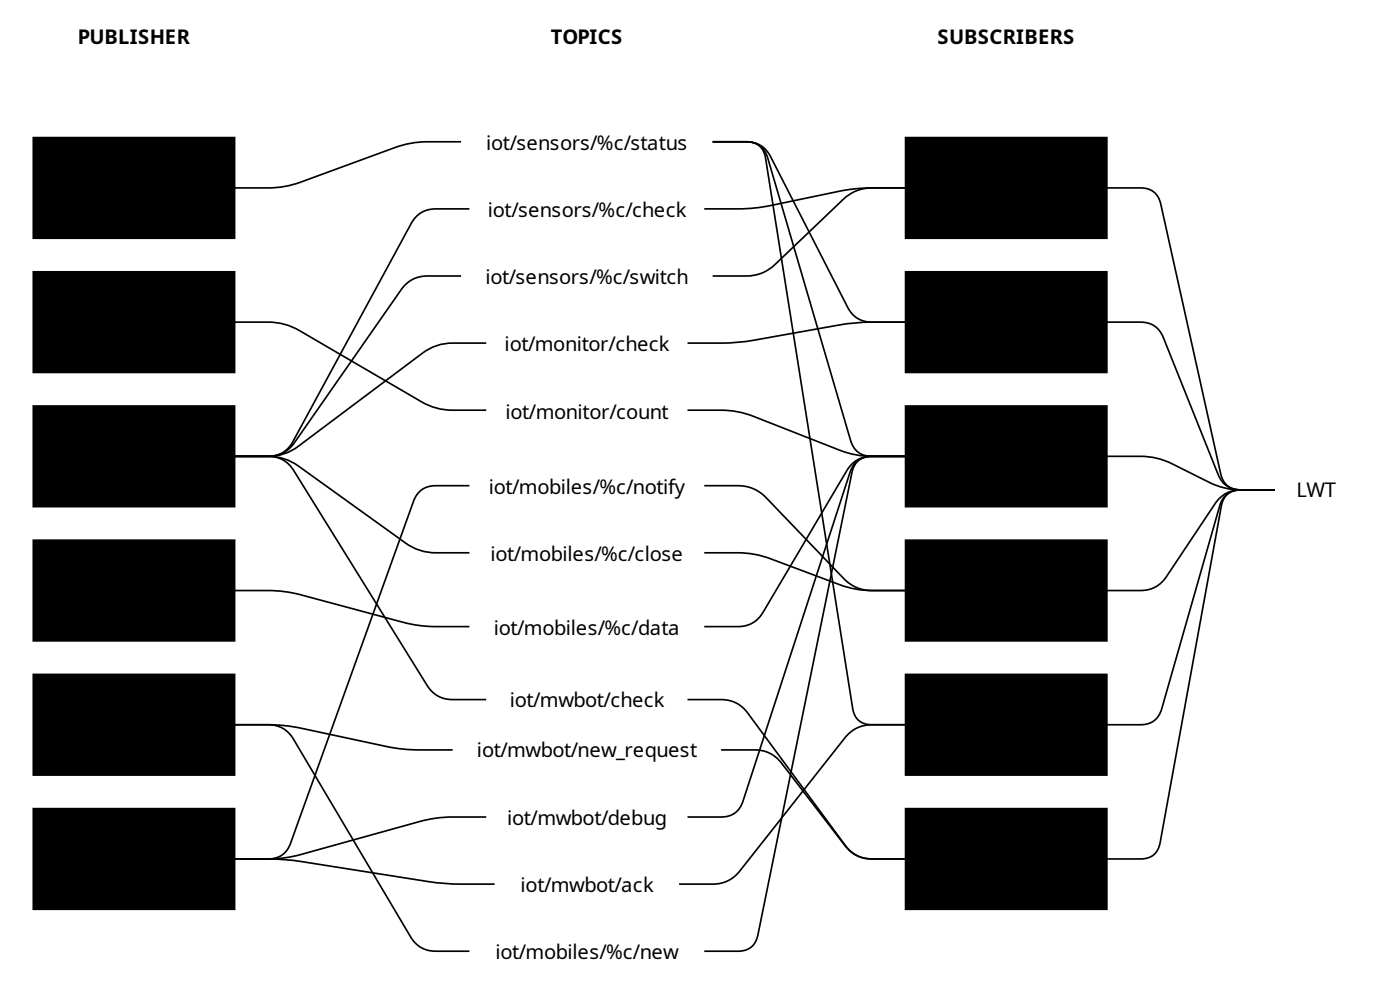 PUBLISHER
TOPICS
SUBSCRIBERS
iot/sensors/%c/status
iot/sensors/%c/check
iot/sensors/%c/switch
iot/monitor/check
iot/monitor/count
iot/mobiles/%c/notify
iot/mobiles/%c/close
iot/mobiles/%c/data
iot/mwbot/check
iot/mwbot/new_request
iot/mwbot/debug
iot/mwbot/ack
iot/mobiles/%c/new
LWT